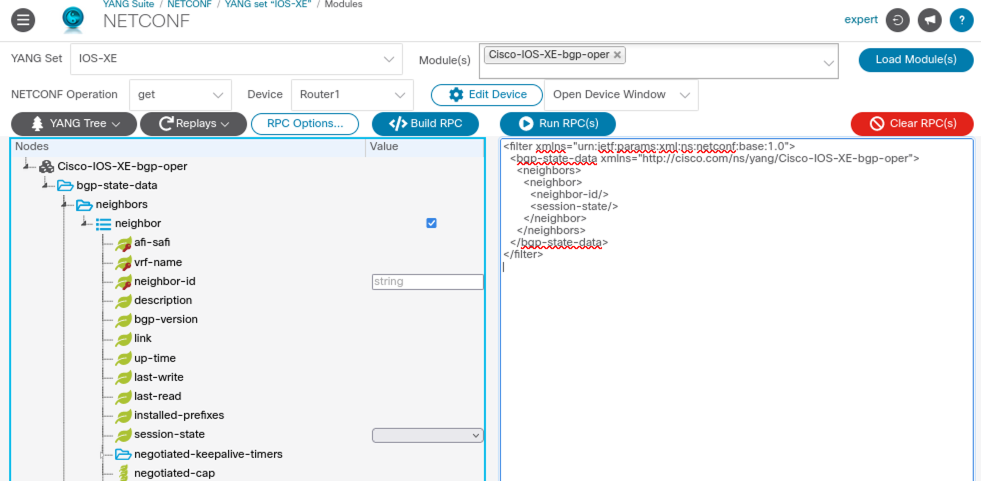 YANG Suite / NETCONF / YANG set "IOS-XE" / Modules
NETCONF
expert
?
YANG Set IOS-XE Module(s) Cisco-IOS-XE-bgp-oper × Load Module(s)
NETCONF Operation get Device Router1 Edit Device Open Device Window
YANG Tree Replays RPC Options... </> Build RPC Run RPC(s) Clear RPC(s)
Nodes Value
Cisco-IOS-XE-bgp-oper
bgp-state-data
neighbors
neighbor
afi-safi
vrf-name
neighbor-id string
description
bgp-version
link
up-time
last-write
last-read
installed-prefixes
session-state
negotiated-keepalive-timers
negotiated-cap
<filter xmlns="urn:ietf:params:xml:ns:netconf:base:1.0">
<bgp-state-data xmlns="http://cisco.com/ns/yang/Cisco-IOS-XE-bgp-oper">
<neighbors>
<neighbor>
<neighbor-id/>
<session-state/>
</neighbor>
</neighbors>
</bgp-state-data>
</filter>